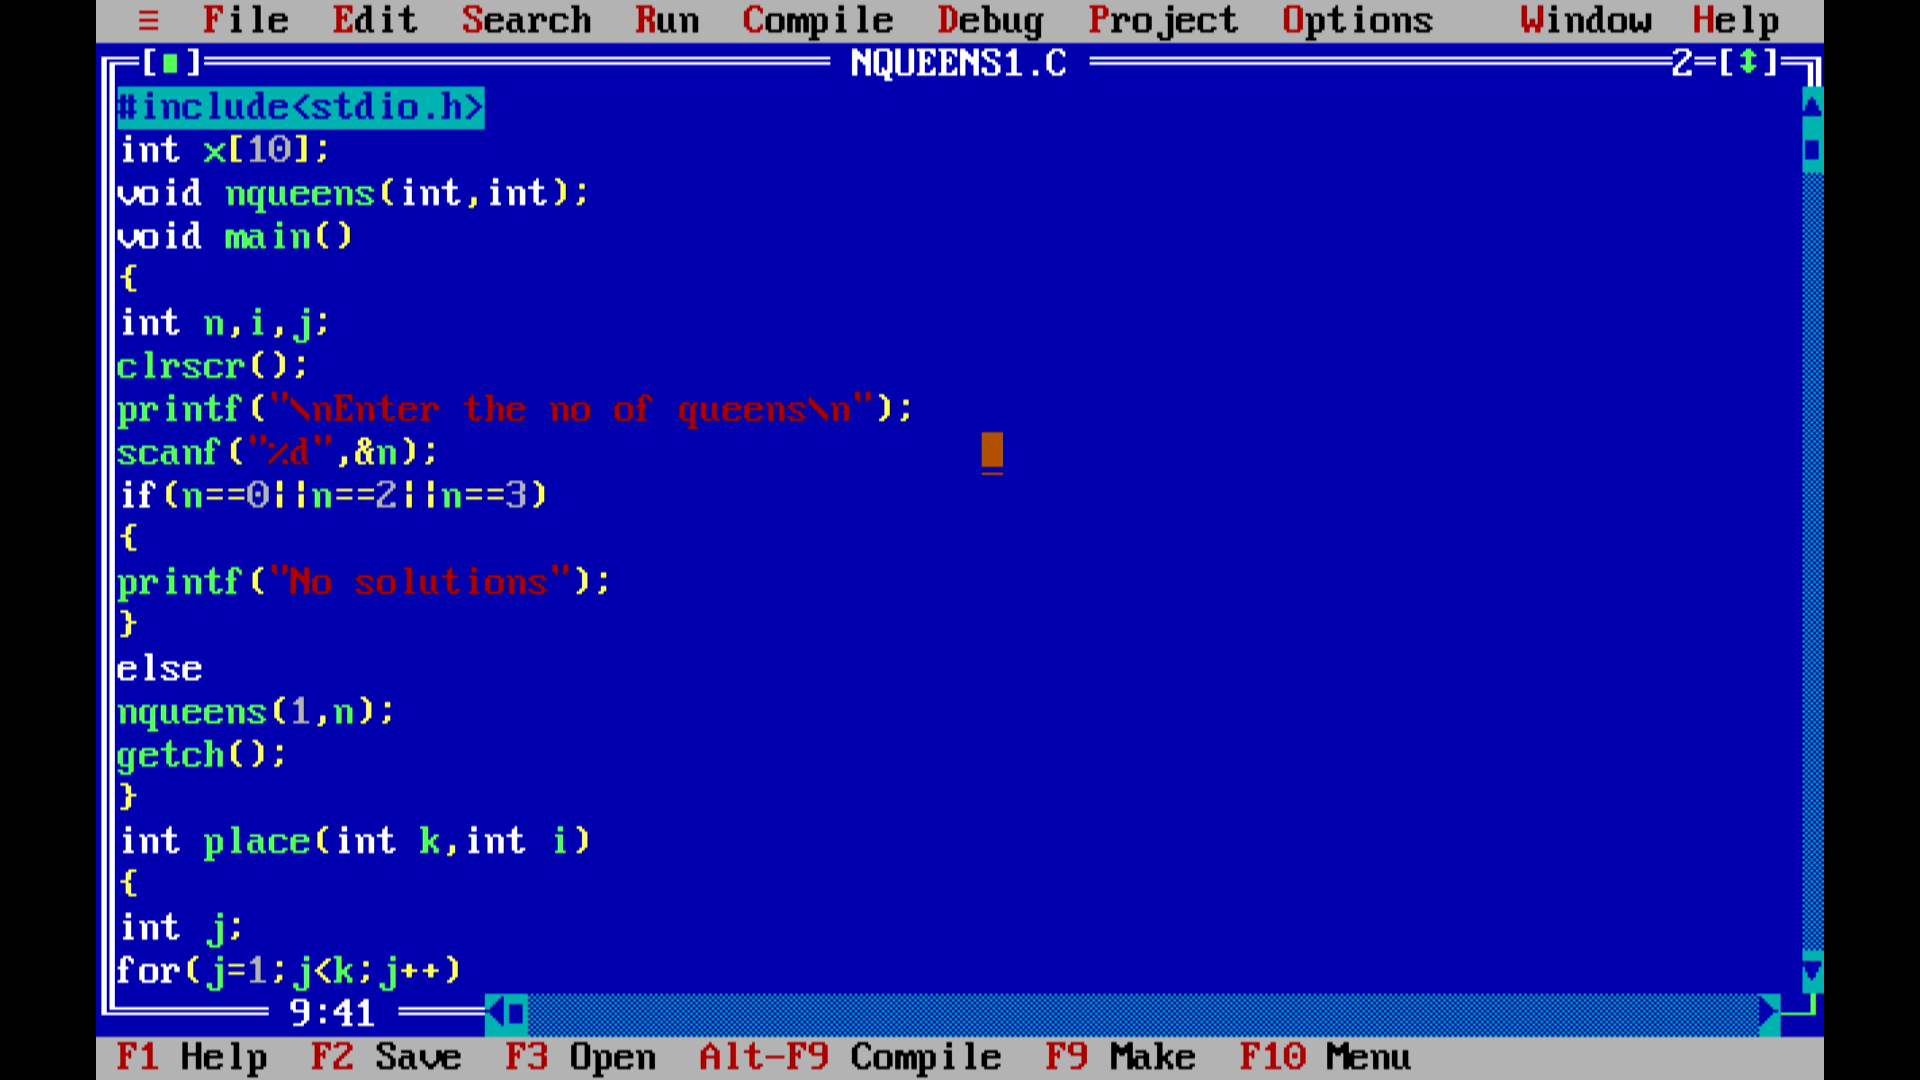 ≡ File Edit Search Run Compile Debug Project Options Window Help
[■] NQUEENS1.C 2=[↕]
#include<stdio.h>
int x[10];
void nqueens(int,int);
void main()
{
int n,i,j;
clrscr();
printf("\nEnter the no of queens\n");
scanf("%d",&n);
if(n==0||n==2||n==3)
{
printf("No solutions");
}
else
nqueens(1,n);
getch();
}
int place(int k,int i)
{
int j;
for(j=1;j<k;j++)
9:41
F1 Help F2 Save F3 Open Alt-F9 Compile F9 Make F10 Menu